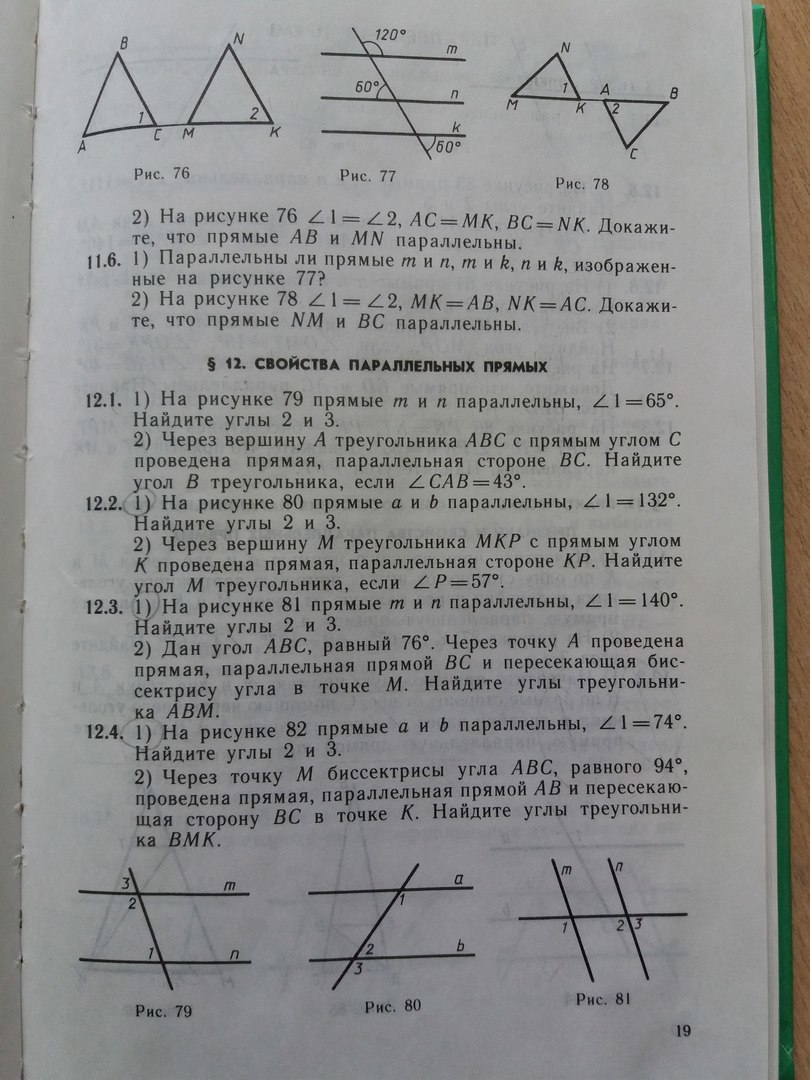 B
N
A
1
C
M
2
K
Рис. 76
120°
m
60°
n
k
60°
Рис. 77
N
M
1
K
A
2
B
C
Рис. 78
2) На рисунке 76 ∠1=∠2, AC=MK, BC=NK. Докажи-
те, что прямые AB и MN параллельны.
11.6. 1) Параллельны ли прямые m и n, m и k, n и k, изображен-
ные на рисунке 77?
2) На рисунке 78 ∠1=∠2, MK=AB, NK=AC. Докажи-
те, что прямые NM и BC параллельны.
§ 12. СВОЙСТВА ПАРАЛЛЕЛЬНЫХ ПРЯМЫХ
12.1. 1) На рисунке 79 прямые m и n параллельны, ∠1=65°.
Найдите углы 2 и 3.
2) Через вершину A треугольника ABC с прямым углом C
проведена прямая, параллельная стороне BC. Найдите
угол B треугольника, если ∠CAB=43°.
12.2. 1) На рисунке 80 прямые a и b параллельны, ∠1=132°.
Найдите углы 2 и 3.
2) Через вершину M треугольника MKP с прямым углом
K проведена прямая, параллельная стороне KP. Найдите
угол M треугольника, если ∠P=57°.
12.3. 1) На рисунке 81 прямые m и n параллельны, ∠1=140°.
Найдите углы 2 и 3.
2) Дан угол ABC, равный 76°. Через точку A проведена
прямая, параллельная прямой BC и пересекающая бис-
сектрису угла в точке M. Найдите углы треугольни-
ка ABM.
12.4. 1) На рисунке 82 прямые a и b параллельны, ∠1=74°.
Найдите углы 2 и 3.
2) Через точку M биссектрисы угла ABC, равного 94°,
проведена прямая, параллельная прямой AB и пересекаю-
щая сторону BC в точке K. Найдите углы треугольни-
ка BMK.
3
m
2
1
n
Рис. 79
a
1
2
b
3
Рис. 80
m
n
1
2
3
Рис. 81
19